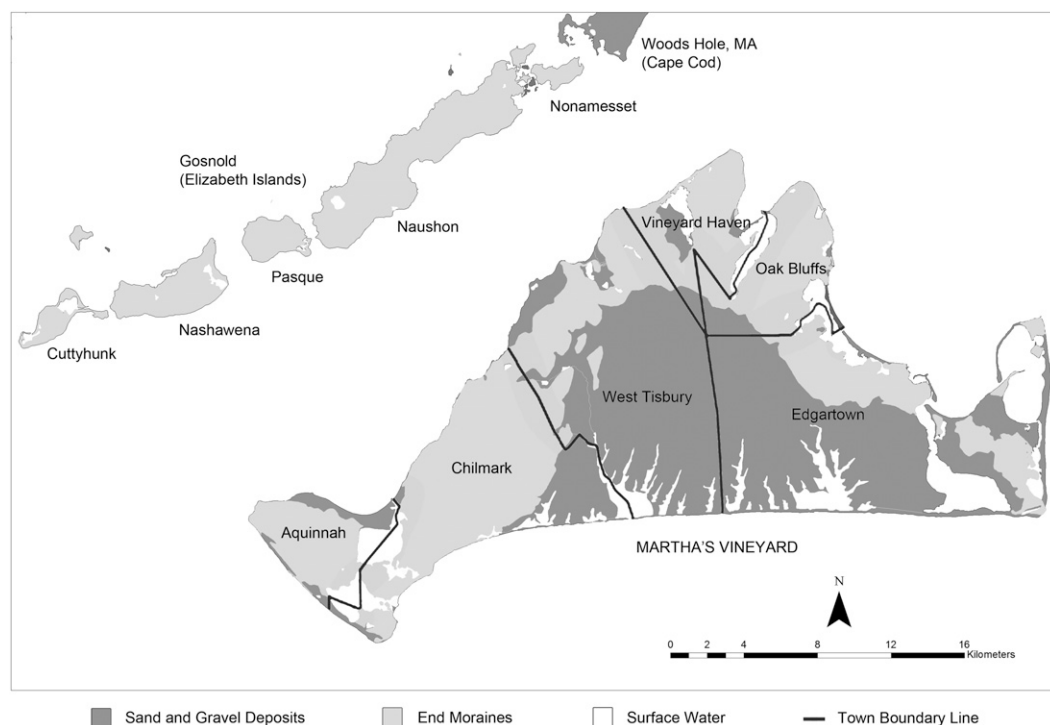 Woods Hole, MA
(Cape Cod)
Nonamesset
Gosnold
(Elizabeth Islands)
Naushon
Pasque
Nashawena
Cuttyhunk
Vineyard Haven
Oak Bluffs
West Tisbury
Edgartown
Chilmark
Aquinnah
MARTHA'S VINEYARD
N
0 2 4 8 12 16
Kilometers
Sand and Gravel Deposits End Moraines Surface Water Town Boundary Line